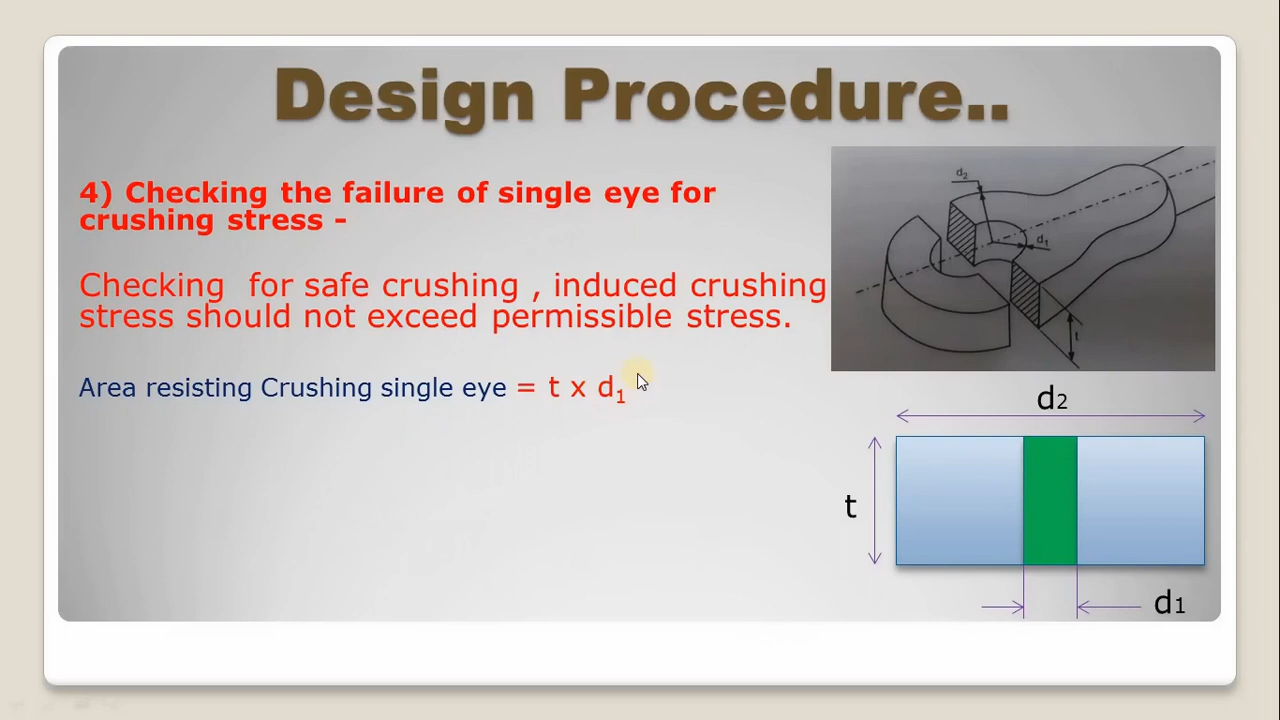 Design Procedure..
4) Checking the failure of single eye for
crushing stress -
Checking for safe crushing , induced crushing
stress should not exceed permissible stress.
Area resisting Crushing single eye = t x d₁
d₂
d₁
t
d2
t
d1